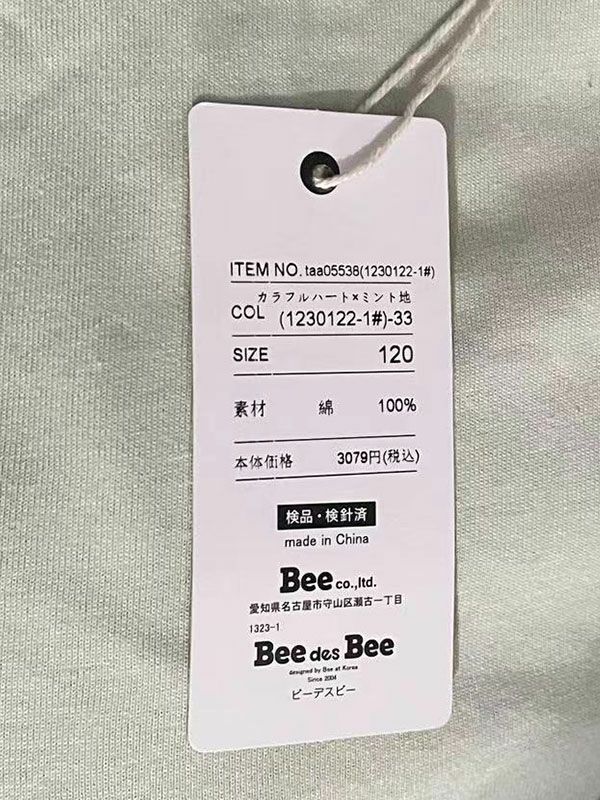 ITEM NO. taa05538(1230122-1#)
カラフルハート×ミント地
COL (1230122-1#)-33
SIZE 120
素材 綿 100%
本体価格 3079円(税込)
検品・検針済
made in China
Bee co.,ltd.
愛知県名古屋市守山区瀬古一丁目
1323-1
Bee des Bee
designed by Bee at Korea
Since 2004
ビーデスビー